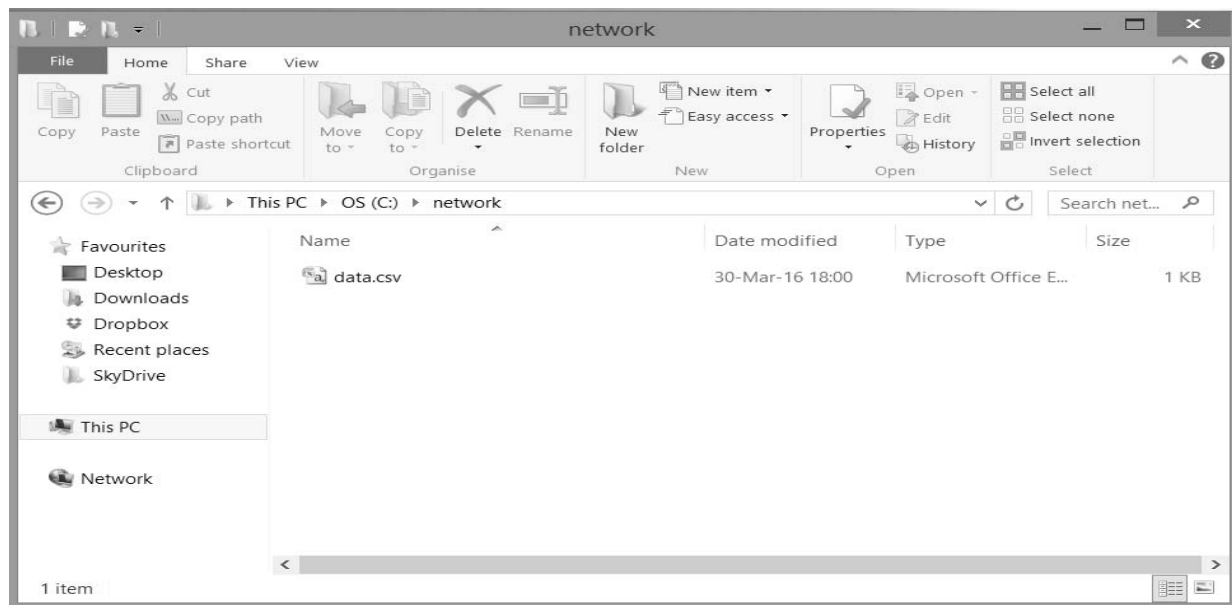 network
File Home Share View
Copy
Paste
Cut
Copy path
Paste shortcut
Clipboard
Move to
Copy to
Delete
Rename
Organise
New folder
New item
Easy access
New
Properties
Open
Edit
History
Open
Select all
Select none
Invert selection
Select
This PC OS (C:) network
Search net...
Favourites
Desktop
Downloads
Dropbox
Recent places
SkyDrive
This PC
Network
Name Date modified Type Size
data.csv 30-Mar-16 18:00 Microsoft Office E... 1 KB
1 item